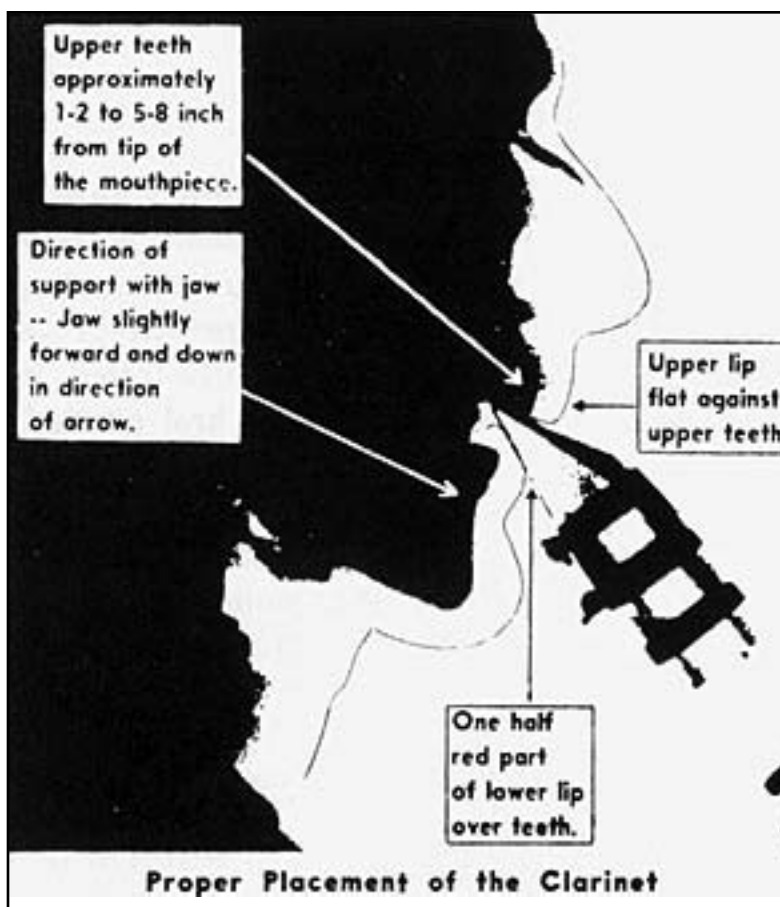 Upper teeth
approximately
1-2 to 5-8 inch
from tip of
the mouthpiece.
Direction of
support with jaw
-- Jaw slightly
forward and down
in direction
of arrow.
Upper lip
flat against
upper teeth
One half
red part
of lower lip
over teeth.
Proper Placement of the Clarinet